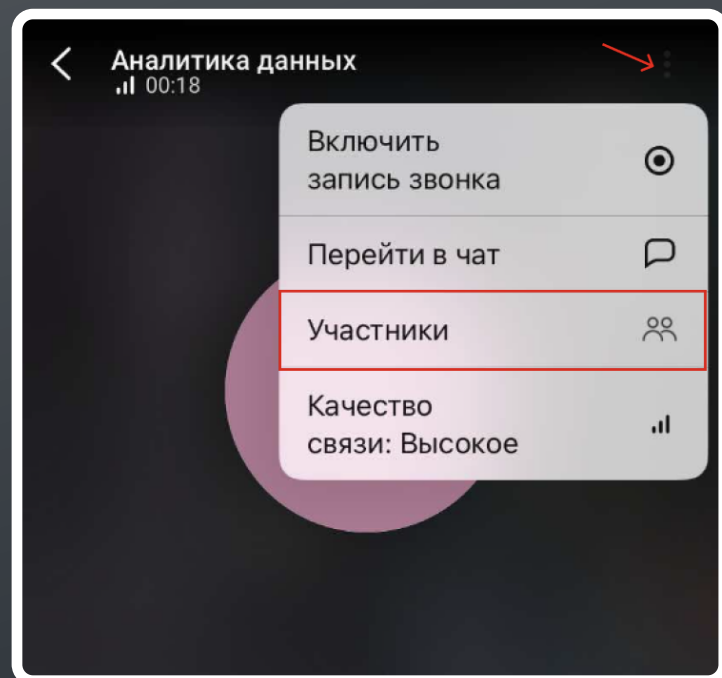 Аналитика данных
00:18
Включить
запись звонка
Перейти в чат
Участники
Качество
связи: Высокое